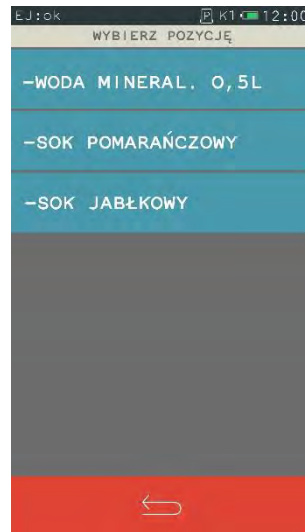 EJ:ok P K1 12:00
WYBIERZ POZYCJĘ
-WODA MINERAL. 0,5L
-SOK POMARAŃCZOWY
-SOK JABŁKOWY